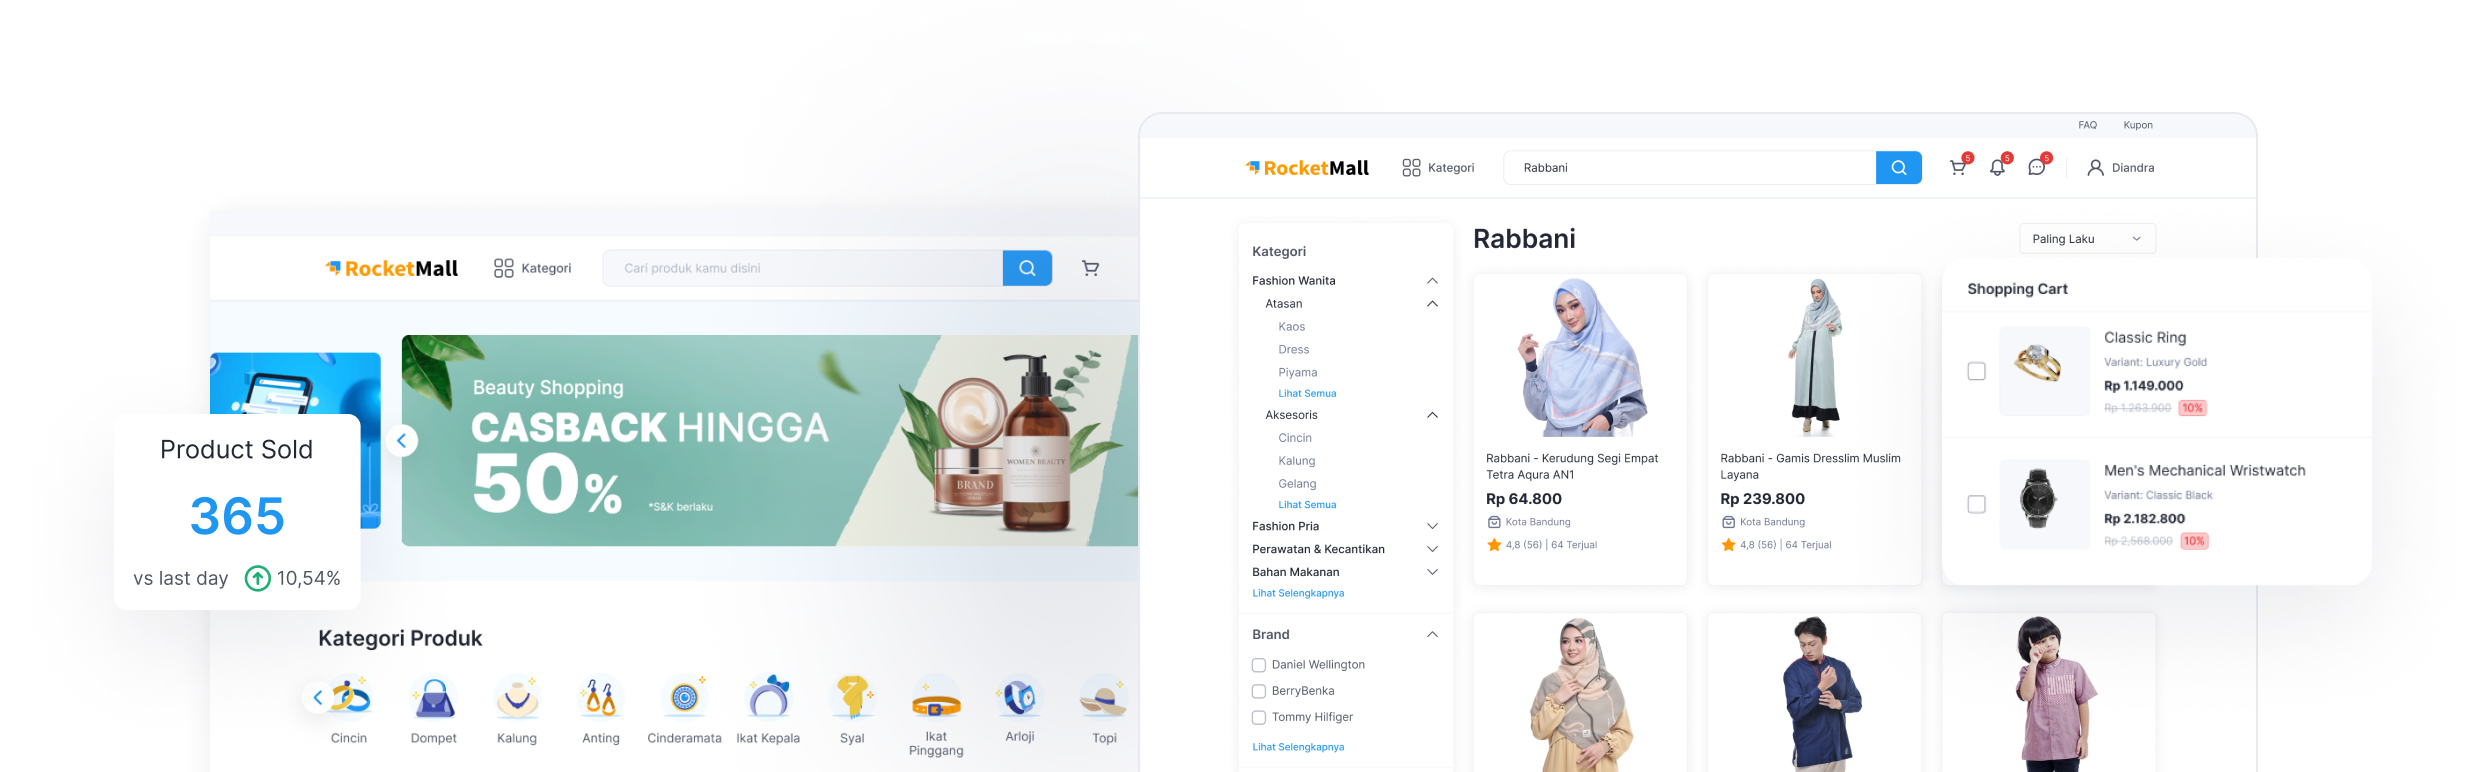 RocketMall
Kategori
Cari produk kamu disini
Beauty Shopping
CASBACK HINGGA
50%
*S&K berlaku
BRAND
WOMEN BEAUTY
Product Sold
365
vs last day
10,54%
Kategori Produk
Cincin
Dompet
Kalung
Anting
Cinderamata
Ikat Kepala
Syal
Ikat
Pinggang
Arloji
Topi
FAQ
Kupon
RocketMall
Kategori
Rabbani
5
5
5
Diandra
Kategori
Fashion Wanita
Atasan
Kaos
Dress
Piyama
Lihat Semua
Aksesoris
Cincin
Kalung
Gelang
Lihat Semua
Fashion Pria
Perawatan & Kecantikan
Bahan Makanan
Lihat Selengkapnya
Brand
Daniel Wellington
BerryBenka
Tommy Hilfiger
Lihat Selengkapnya
Rabbani
Paling Laku
Rabbani - Kerudung Segi Empat
Tetra Aqura AN1
Rp 64.800
Kota Bandung
4,8 (56) | 64 Terjual
Rabbani - Gamis Dresslim Muslim
Layana
Rp 239.800
Kota Bandung
4,8 (56) | 64 Terjual
Shopping Cart
Classic Ring
Variant: Luxury Gold
Rp 1.149.000
Rp 1.263.900 10%
Men's Mechanical Wristwatch
Variant: Classic Black
Rp 2.182.800
Rp 2,568.000 10%